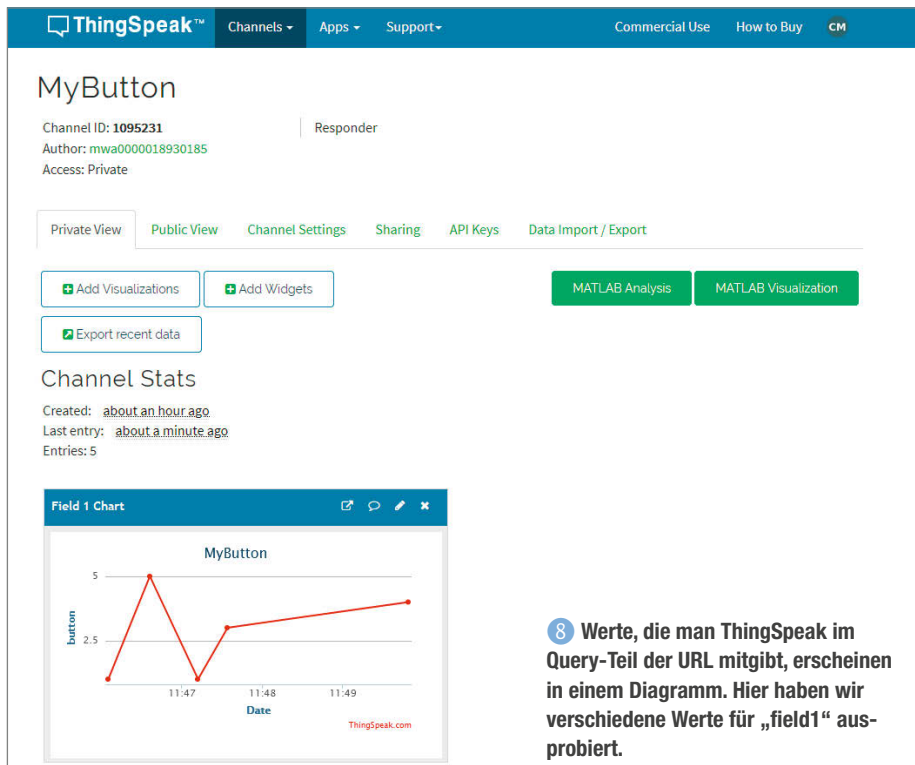 ThingSpeak™ Channels Apps Support Commercial Use How to Buy CM
MyButton
Channel ID: 1095231
Author: mwa0000018930185
Access: Private
Responder
Private View Public View Channel Settings Sharing API Keys Data Import / Export
Add Visualizations Add Widgets MATLAB Analysis MATLAB Visualization
Export recent data
Channel Stats
Created: about an hour ago
Last entry: about a minute ago
Entries: 5
Field 1 Chart
MyButton
5
2.5
button
11:47 11:48 11:49
Date
ThingSpeak.com
8 Werte, die man ThingSpeak im
Query-Teil der URL mitgibt, erscheinen
in einem Diagramm. Hier haben wir
verschiedene Werte für „field1“ aus-
probiert.